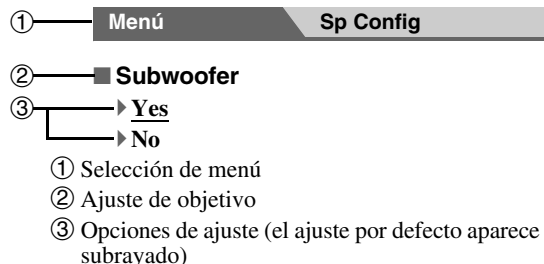 ① Menú Sp Config
② ■ Subwoofer
③ Yes
No
① Selección de menú
② Ajuste de objetivo
③ Opciones de ajuste (el ajuste por defecto aparece
subrayado)